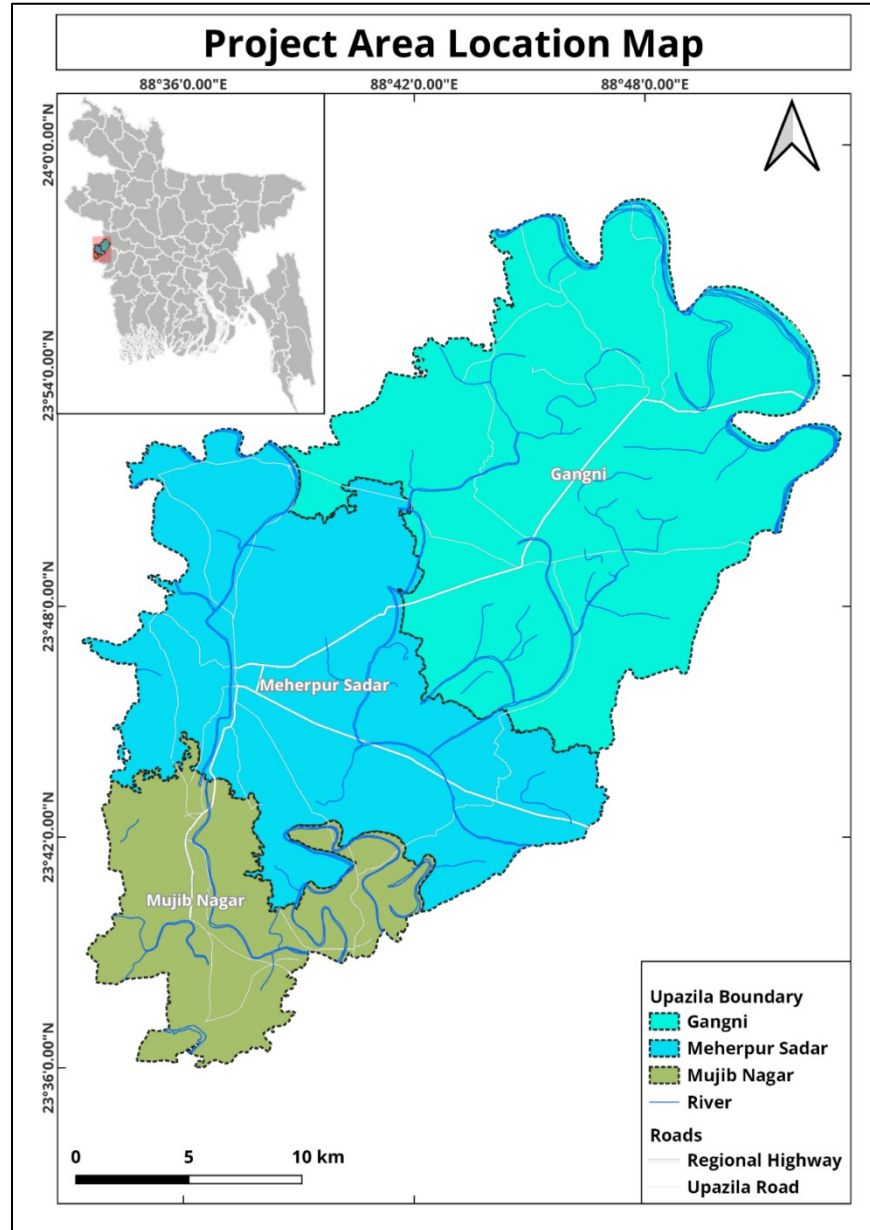 Project Area Location Map
88°36'0.00"E
88°42'0.00"E
88°48'0.00"E
24°0'0.00"N
23°54'0.00"N
23°48'0.00"N
23°42'0.00"N
23°36'0.00"N
Gangni
Meherpur Sadar
Mujib Nagar
Upazila Boundary
Gangni
Meherpur Sadar
Mujib Nagar
River
Roads
Regional Highway
Upazila Road
0 5 10 km